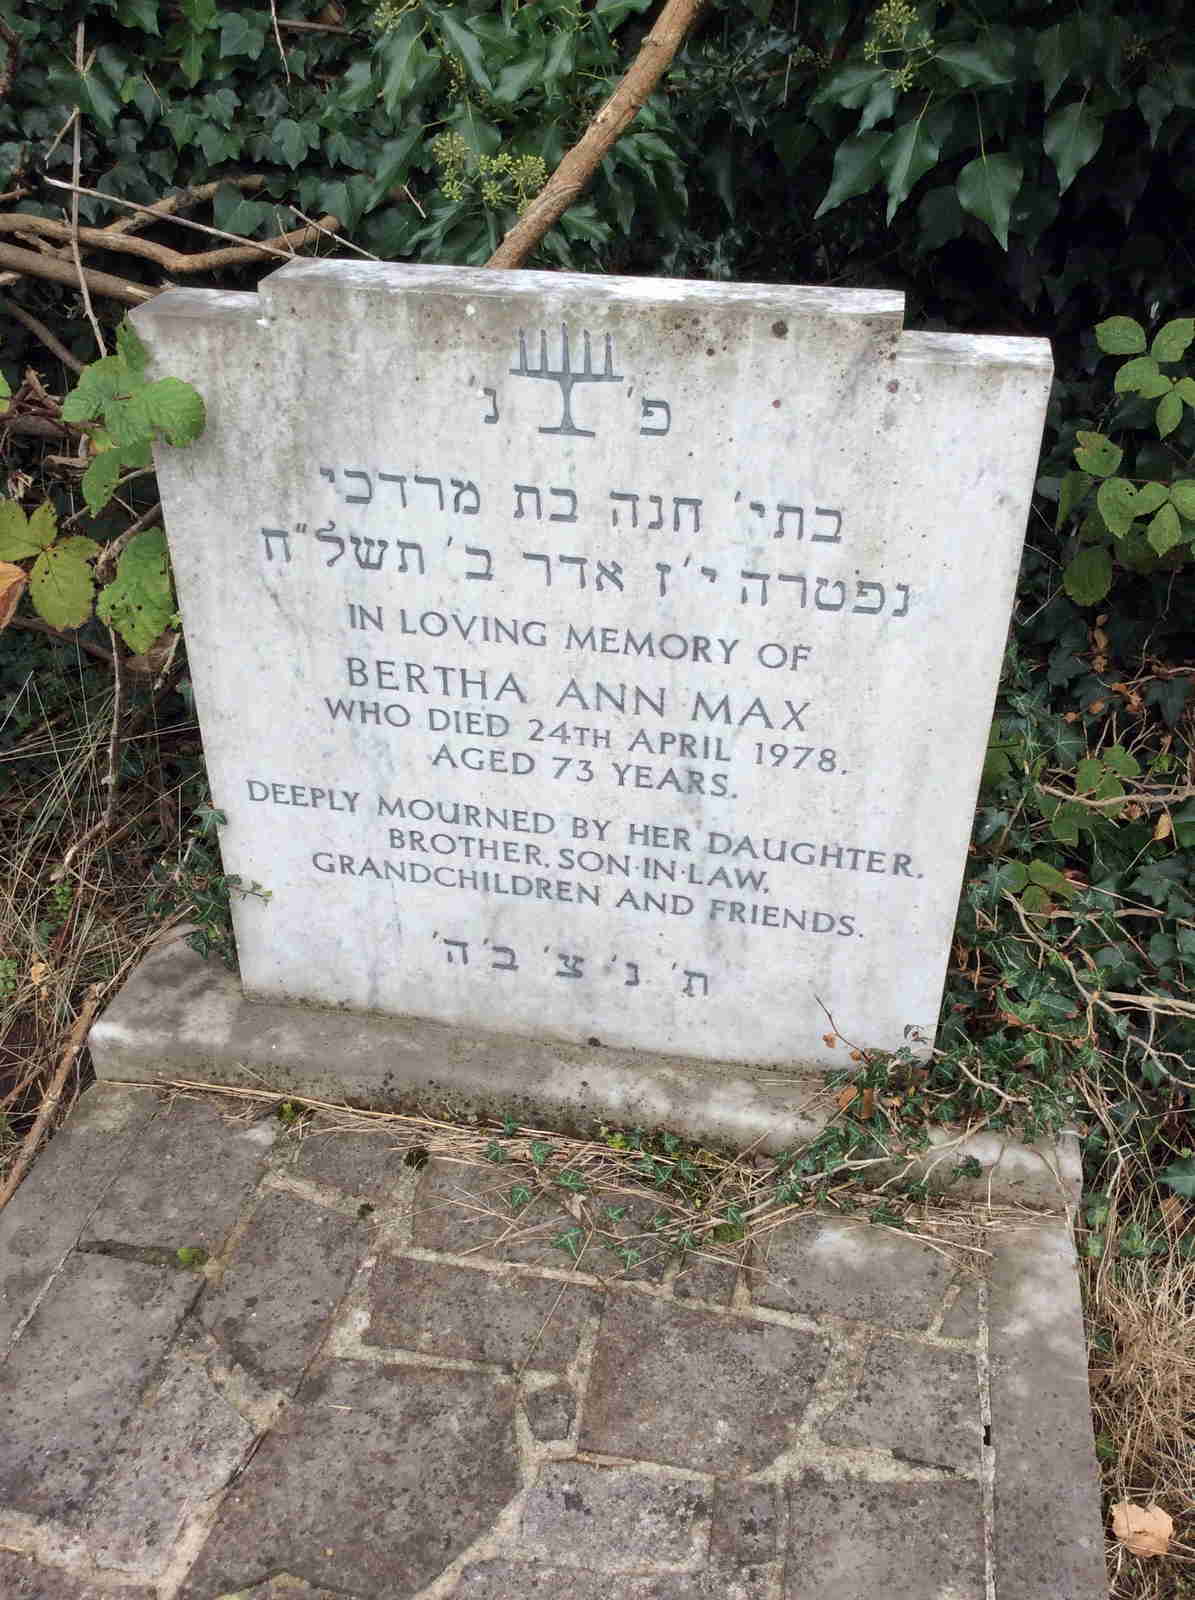 פ' נ'
בתי' חנה בת מרדכי
נפטרה י'ז אדר ב' תשל"ח
IN LOVING MEMORY OF
BERTHA ANN MAX
WHO DIED 24TH APRIL 1978.
AGED 73 YEARS.
DEEPLY MOURNED BY HER DAUGHTER,
BROTHER, SON·IN·LAW,
GRANDCHILDREN AND FRIENDS.
ת' נ' צ' ב' ה'